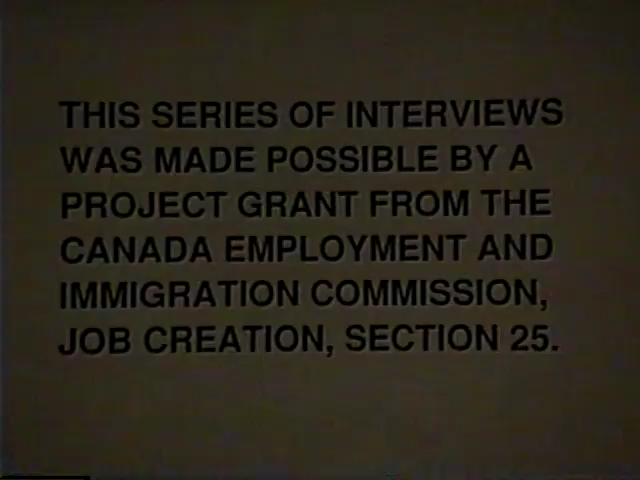 THIS SERIES OF INTERVIEWS
WAS MADE POSSIBLE BY A
PROJECT GRANT FROM THE
CANADA EMPLOYMENT AND
IMMIGRATION COMMISSION,
JOB CREATION, SECTION 25.